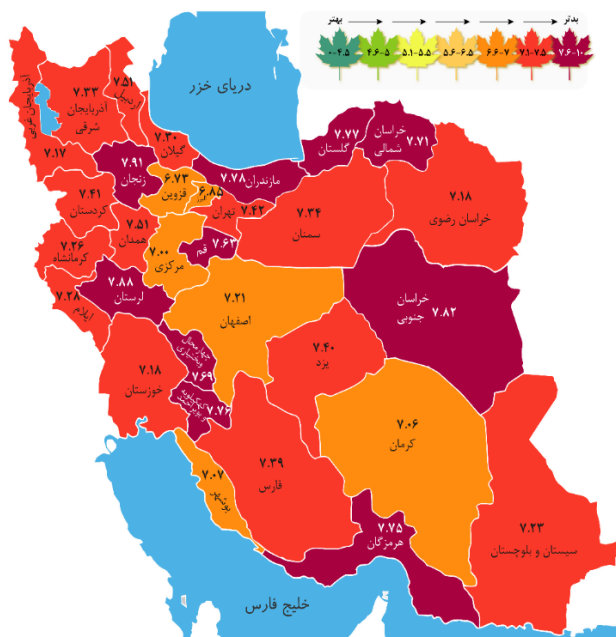 بهتر
بدتر
۰-۴.۵
۴.۶-۵
۵.۱-۵.۵
۵.۶-۶.۵
۶.۶-۷
۷.۱-۷.۵
۷.۶-۱۰
دریای خزر
آذربایجان غربی
۷.۱۷
۷.۳۳
آذربایجان
شرقی
۷.۵۱
اردبیل
۷.۳۰
گیلان
۷.۹۱
زنجان
۶.۷۳
قزوین
۶.۸۵
البرز
مازندران ۷.۷۸
۷.۷۷
گلستان
خراسان
شمالی
۷.۷۱
۷.۱۸
خراسان رضوی
۷.۴۱
کردستان
۷.۵۱
همدان
تهران
۷.۴۲
۷.۳۴
سمنان
۷.۲۶
کرمانشاه
۷.۰۰
مرکزی
قم
۷.۶۳
۷.۲۸
ایلام
۷.۸۸
لرستان
۷.۲۱
اصفهان
خراسان
جنوبی
۷.۸۲
۷.۱۸
خوزستان
چهارمحال
وبختیاری
۷.۶۹
۷.۴۰
یزد
کهکیلویه
و بویراحمد
۷.۷۶
۷.۰۶
کرمان
۷.۰۷
بوشهر
۷.۳۹
فارس
۷.۷۵
هرمزگان
۷.۲۳
سیستان و بلوچستان
خلیج فارس